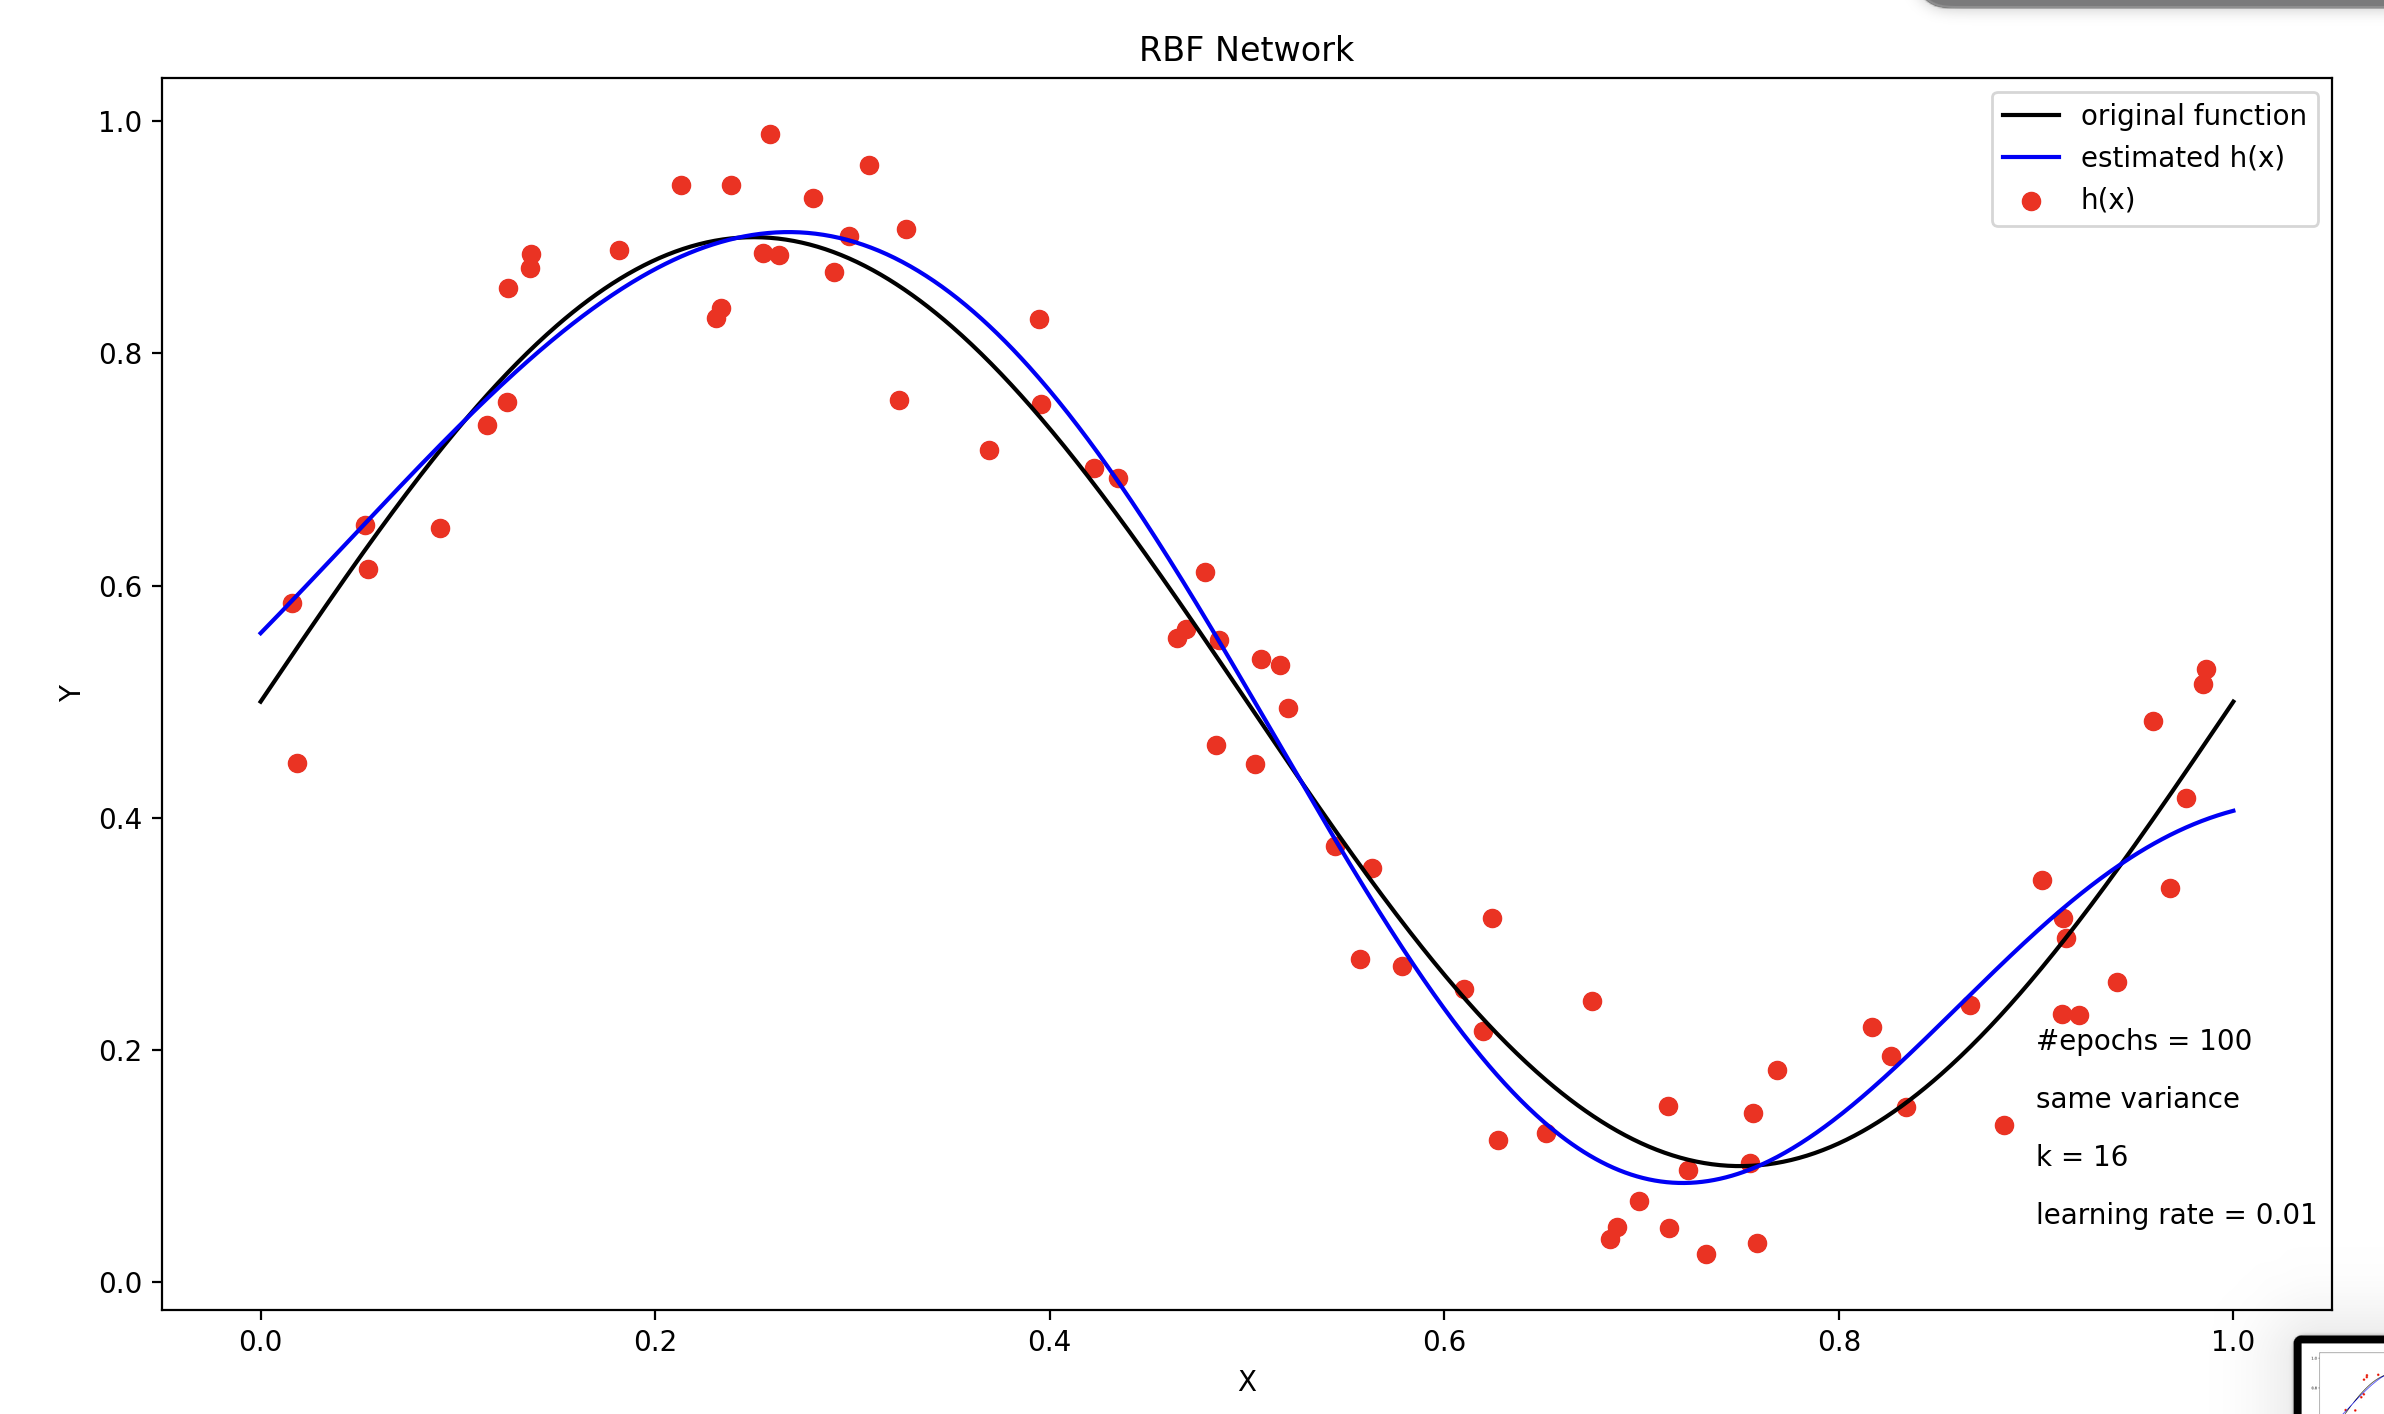 RBF Network
original function
estimated h(x)
h(x)
1.0
0.8
0.6
0.4
0.2
0.0
Y
#epochs = 100
same variance
k = 16
learning rate = 0.01
0.0 0.2 0.4 0.6 0.8 1.0
X